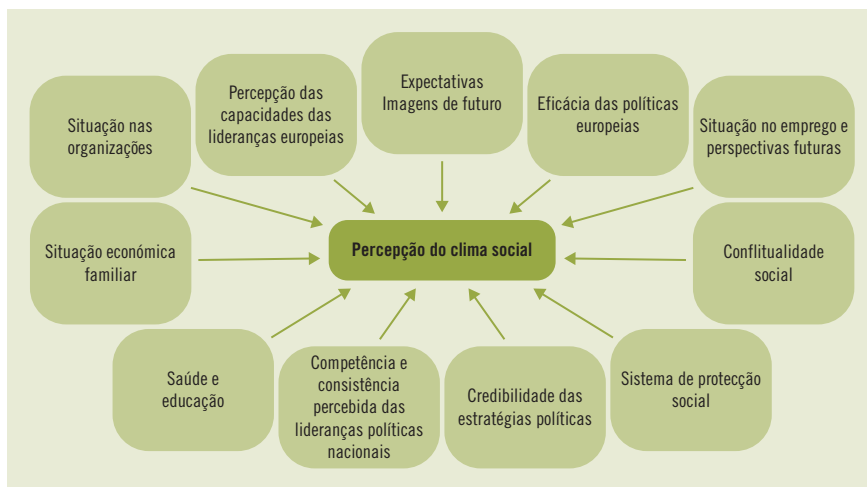 Expectativas
Imagens de futuro
Percepção das
capacidades das
lideranças europeias
Eficácia das políticas
europeias
Situação nas
organizações
Situação no emprego e
perspectivas futuras
Percepção do clima social
Situação económica
familiar
Conflitualidade
social
Saúde e
educação
Competência e
consistência
percebida das
lideranças políticas
nacionais
Credibilidade das
estratégias políticas
Sistema de protecção
social